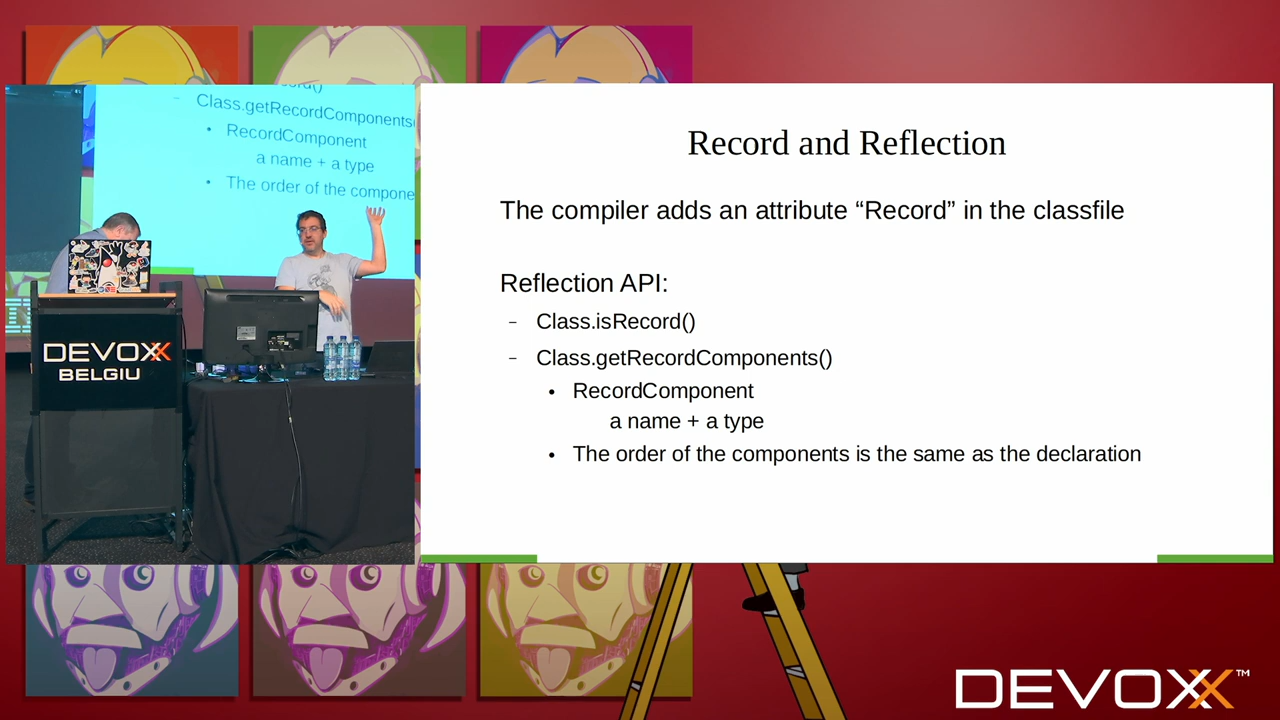 Class.getRecordComponents(
• RecordComponent
a name + a type
• The order of the compone
DEVOXX
BELGIU
Record and Reflection
The compiler adds an attribute “Record” in the classfile
Reflection API:
– Class.isRecord()
– Class.getRecordComponents()
• RecordComponent
a name + a type
• The order of the components is the same as the declaration
DEVOXX™